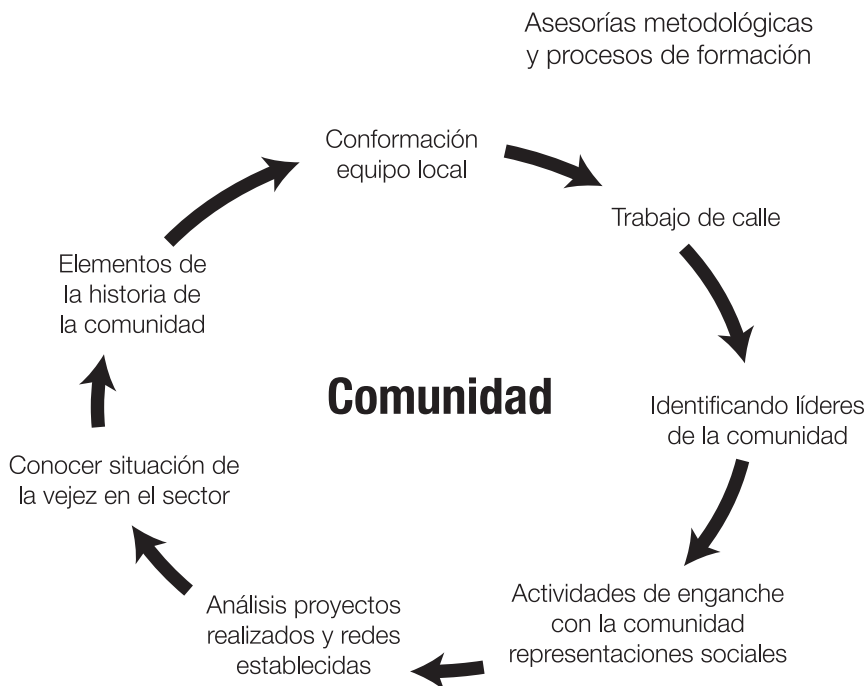 Asesorías metodológicas
y procesos de formación
Conformación
equipo local
Trabajo de calle
Identificando líderes
de la comunidad
Actividades de enganche
con la comunidad
representaciones sociales
Análisis proyectos
realizados y redes
establecidas
Conocer situación de
la vejez en el sector
Elementos de
la historia de
la comunidad
Comunidad